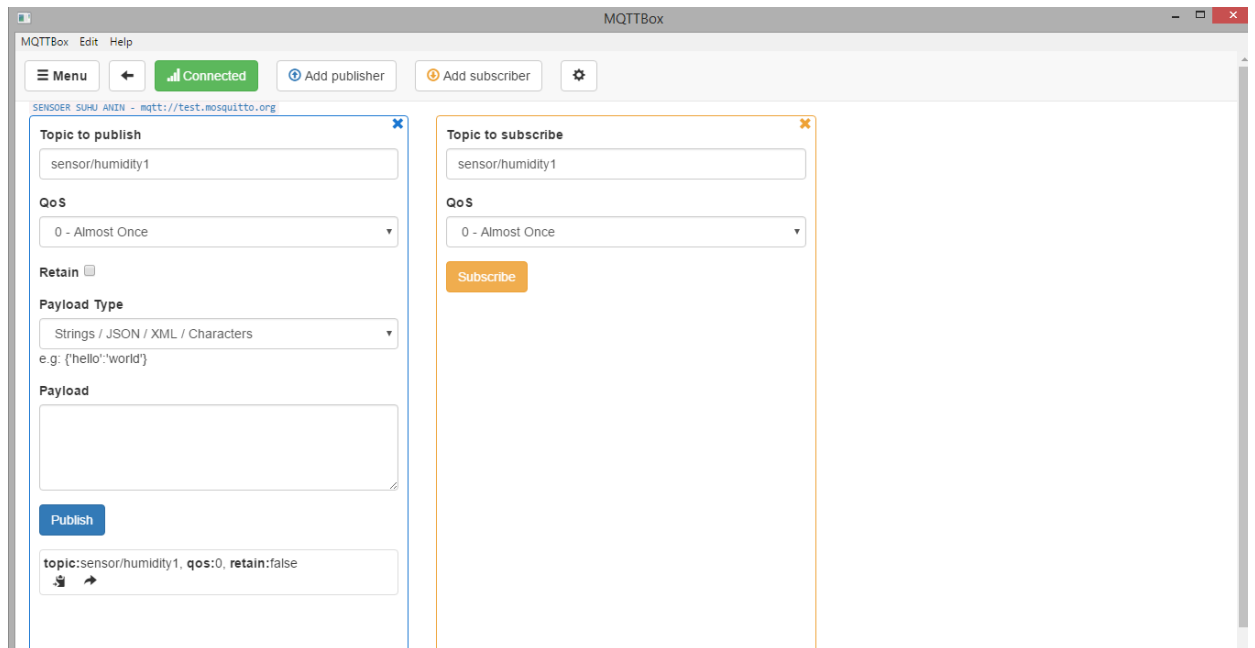 MQTTBox
MQTTBox Edit Help
Menu Connected Add publisher Add subscriber
SENSOER SUHU ANIN - mqtt://test.mosquitto.org
Topic to publish
sensor/humidity1
QoS
0 - Almost Once
Retain
Payload Type
Strings / JSON / XML / Characters
e.g: {'hello':'world'}
Payload
Publish
topic:sensor/humidity1, qos:0, retain:false
Topic to subscribe
sensor/humidity1
QoS
0 - Almost Once
Subscribe